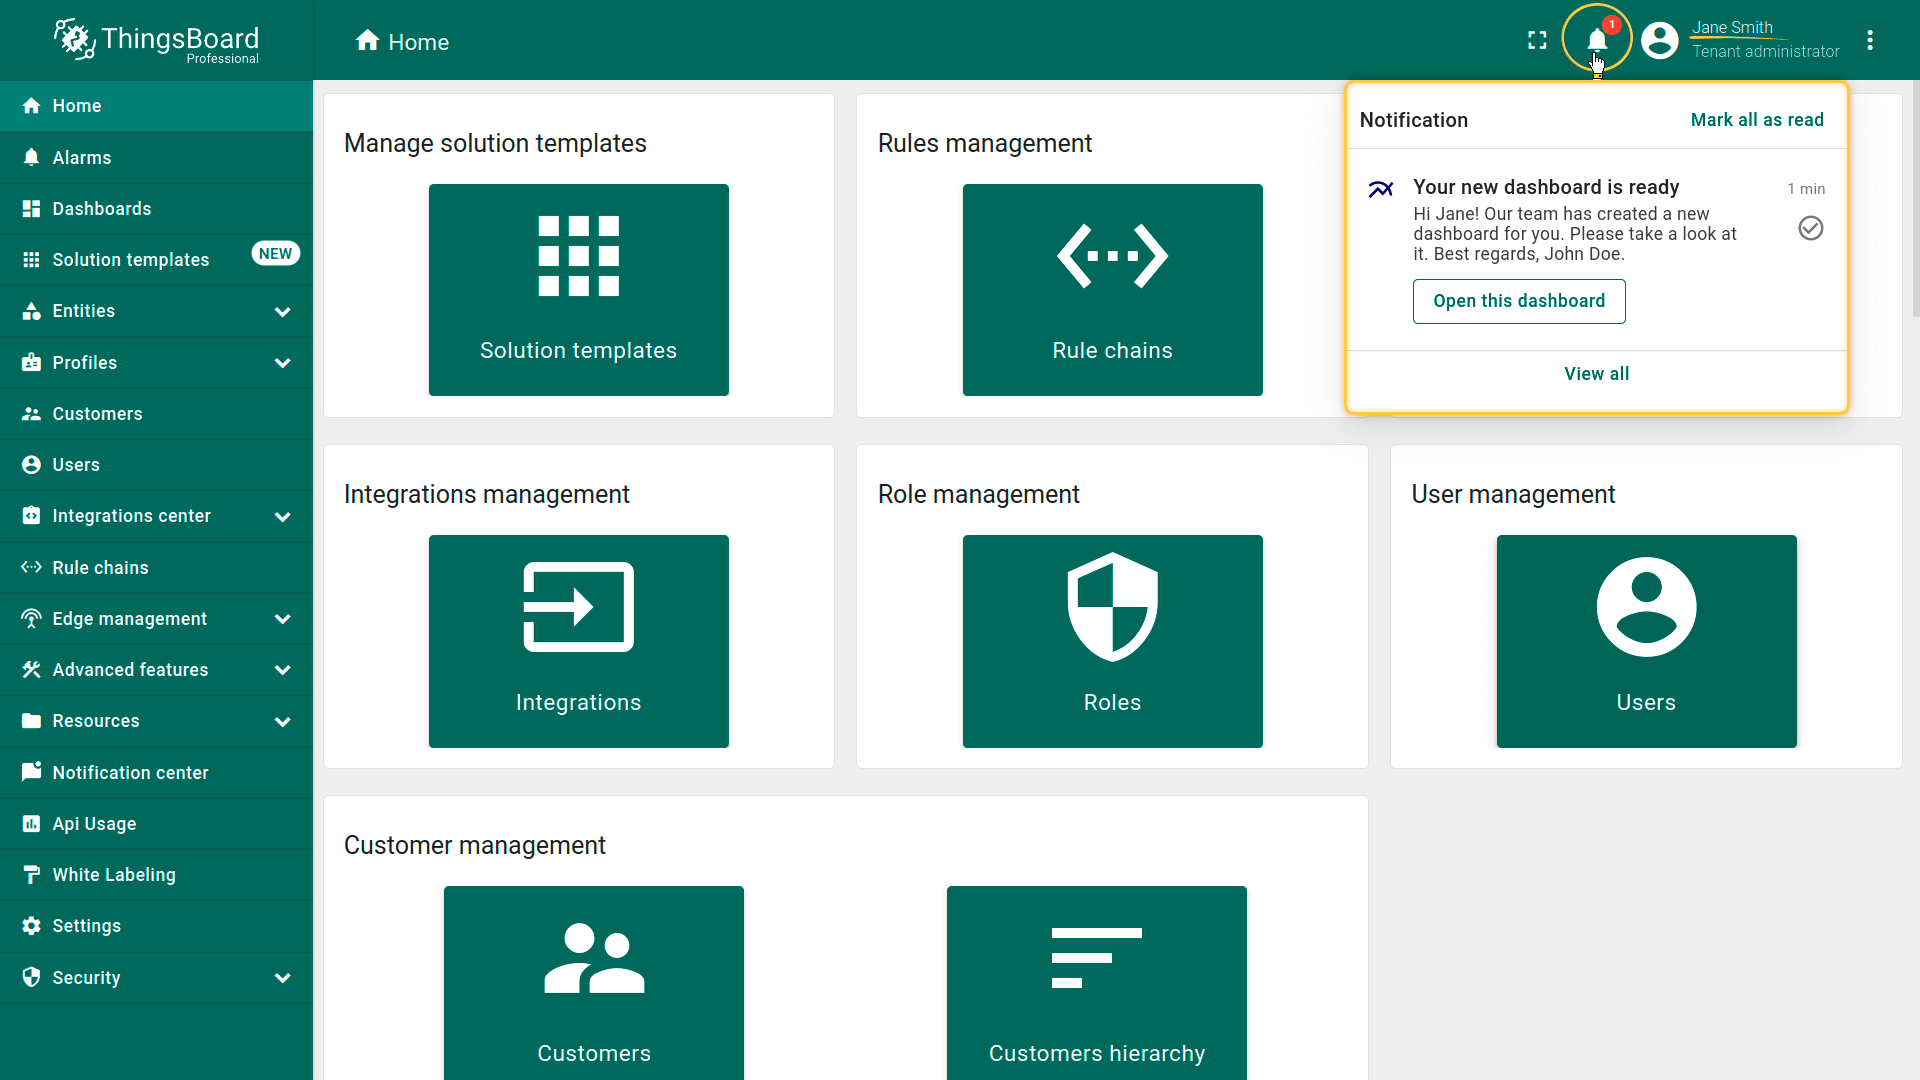 ThingsBoard
Professional
Home
1
Jane Smith
Tenant administrator
Home
Alarms
Dashboards
Solution templates
NEW
Entities
Profiles
Customers
Users
Integrations center
Rule chains
Edge management
Advanced features
Resources
Notification center
Api Usage
White Labeling
Settings
Security
Manage solution templates
Solution templates
Rules management
Rule chains
Notification
Mark all as read
Your new dashboard is ready
1 min
Hi Jane! Our team has created a new
dashboard for you. Please take a look at
it. Best regards, John Doe.
Open this dashboard
View all
Integrations management
Integrations
Role management
Roles
User management
Users
Customer management
Customers
Customers hierarchy